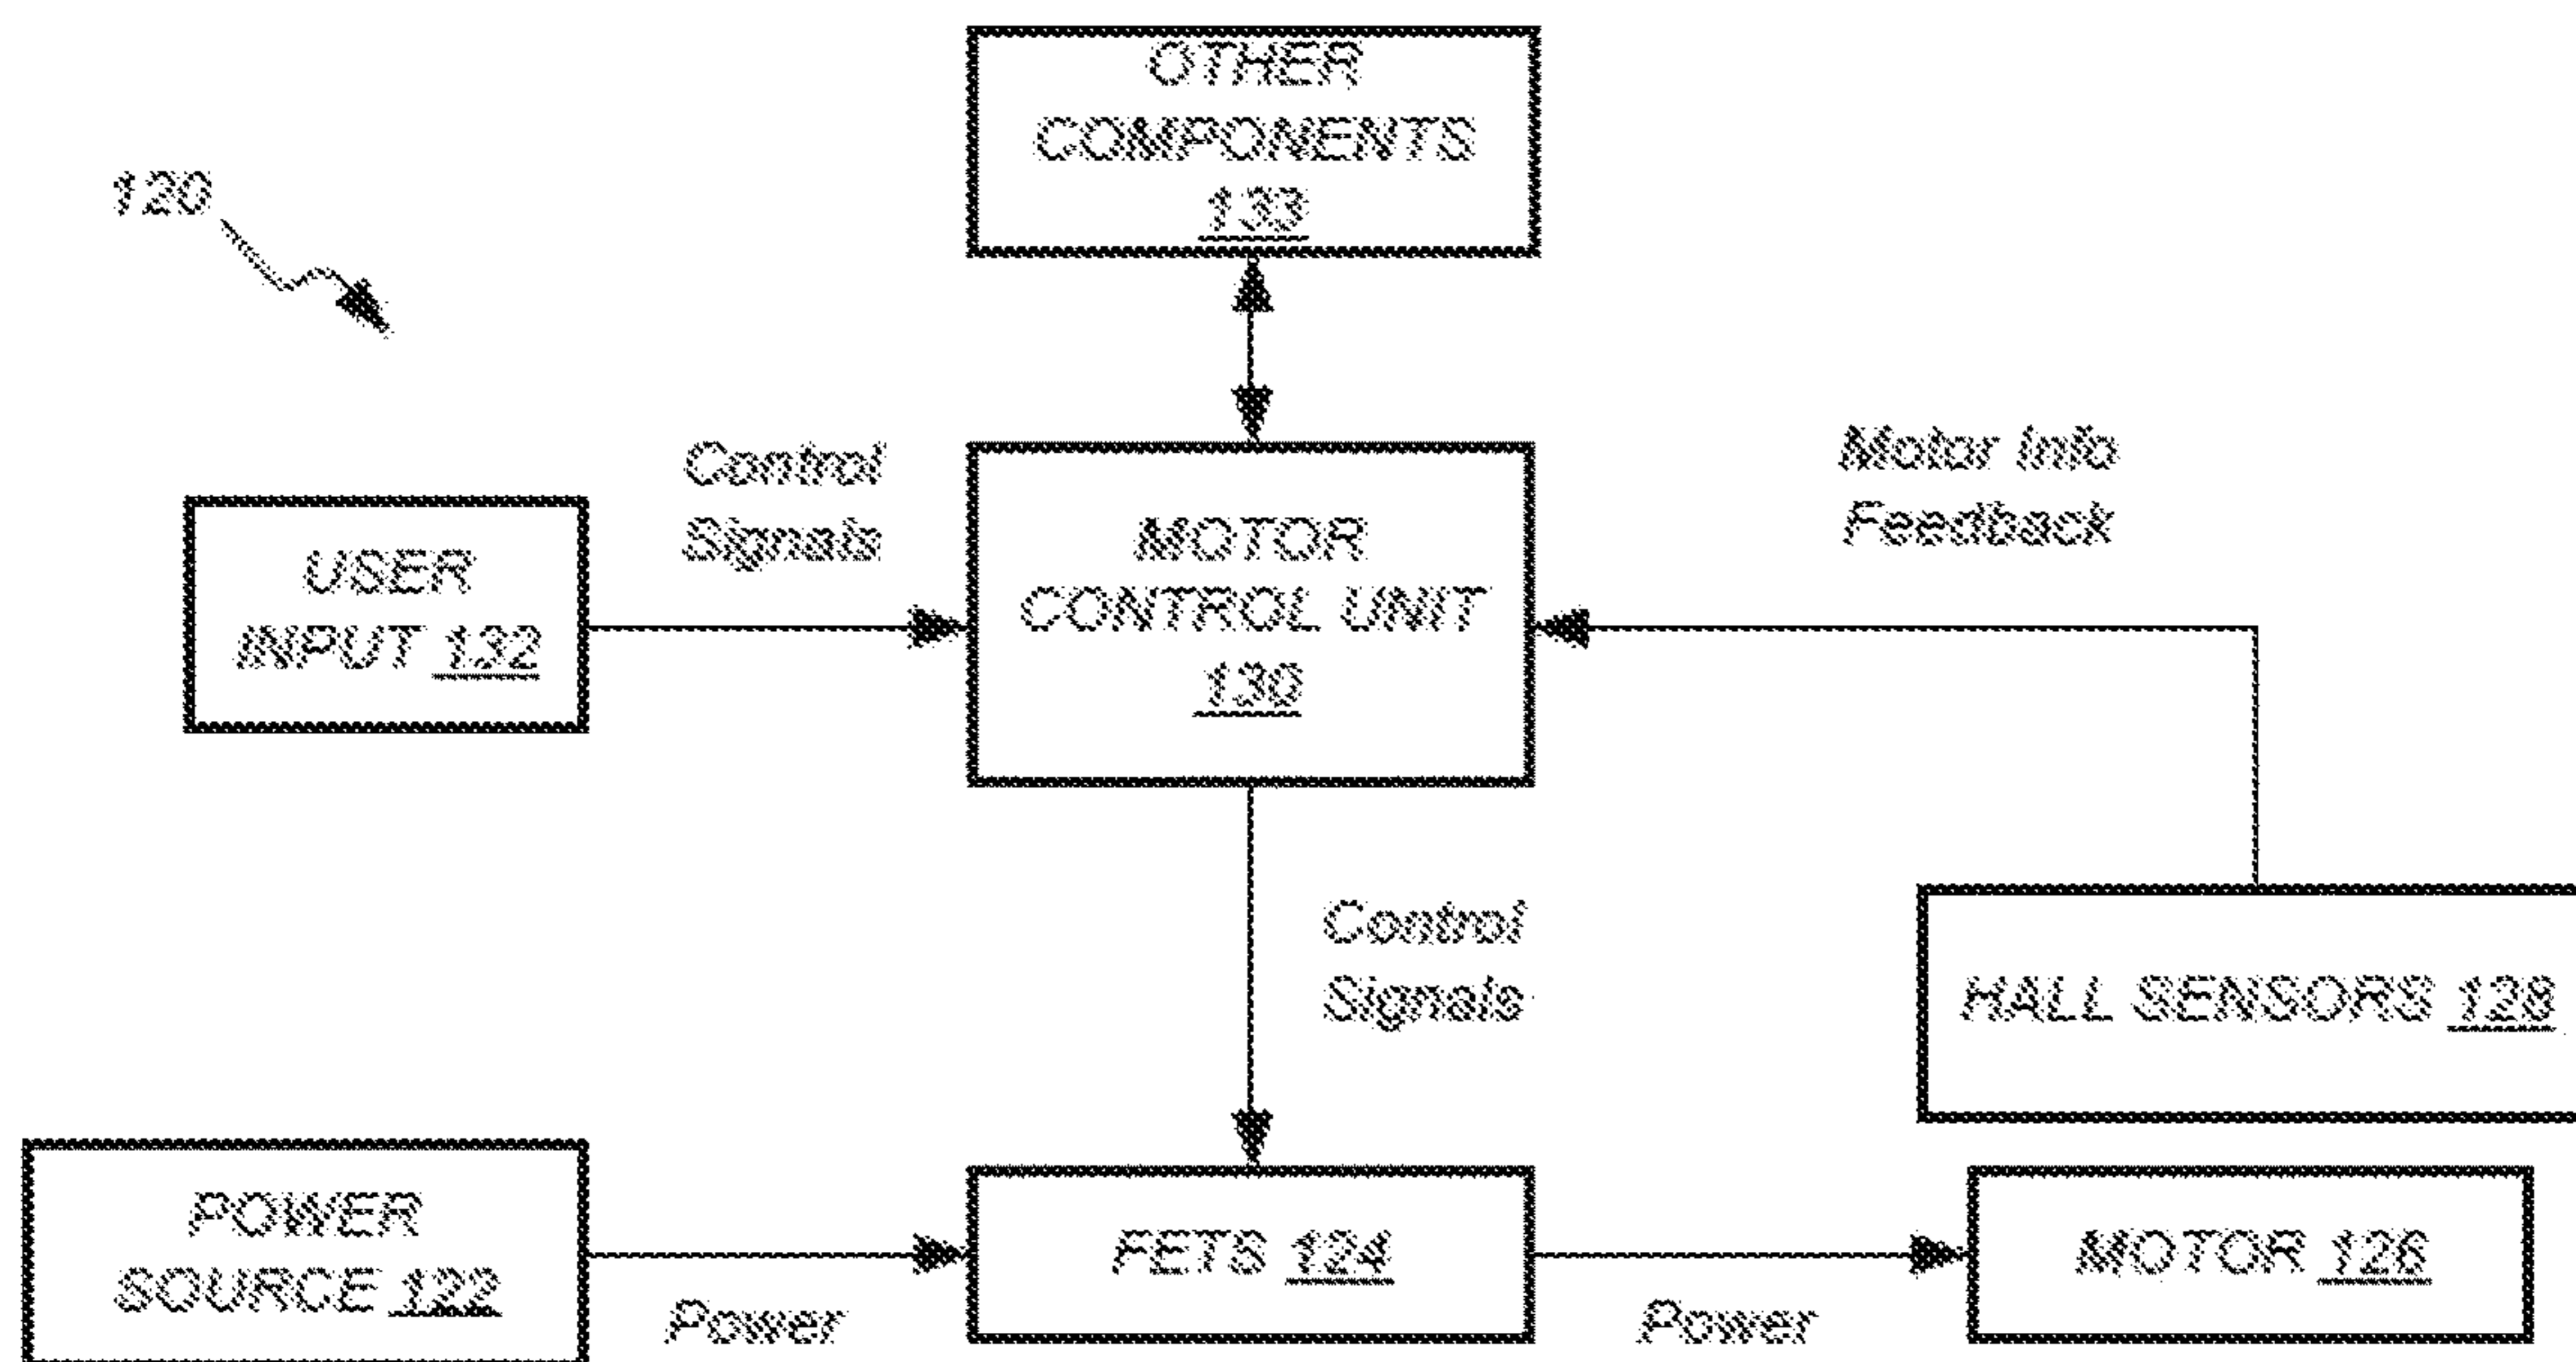 OTHER
COMPONENTS
133
120
Control
Signals
Motor Info
Feedback
USER
INPUT 132
MOTOR
CONTROL UNIT
130
Control
Signals
HALL SENSORS 128
POWER
SOURCE 122
Power
FETS 124
Power
MOTOR 126